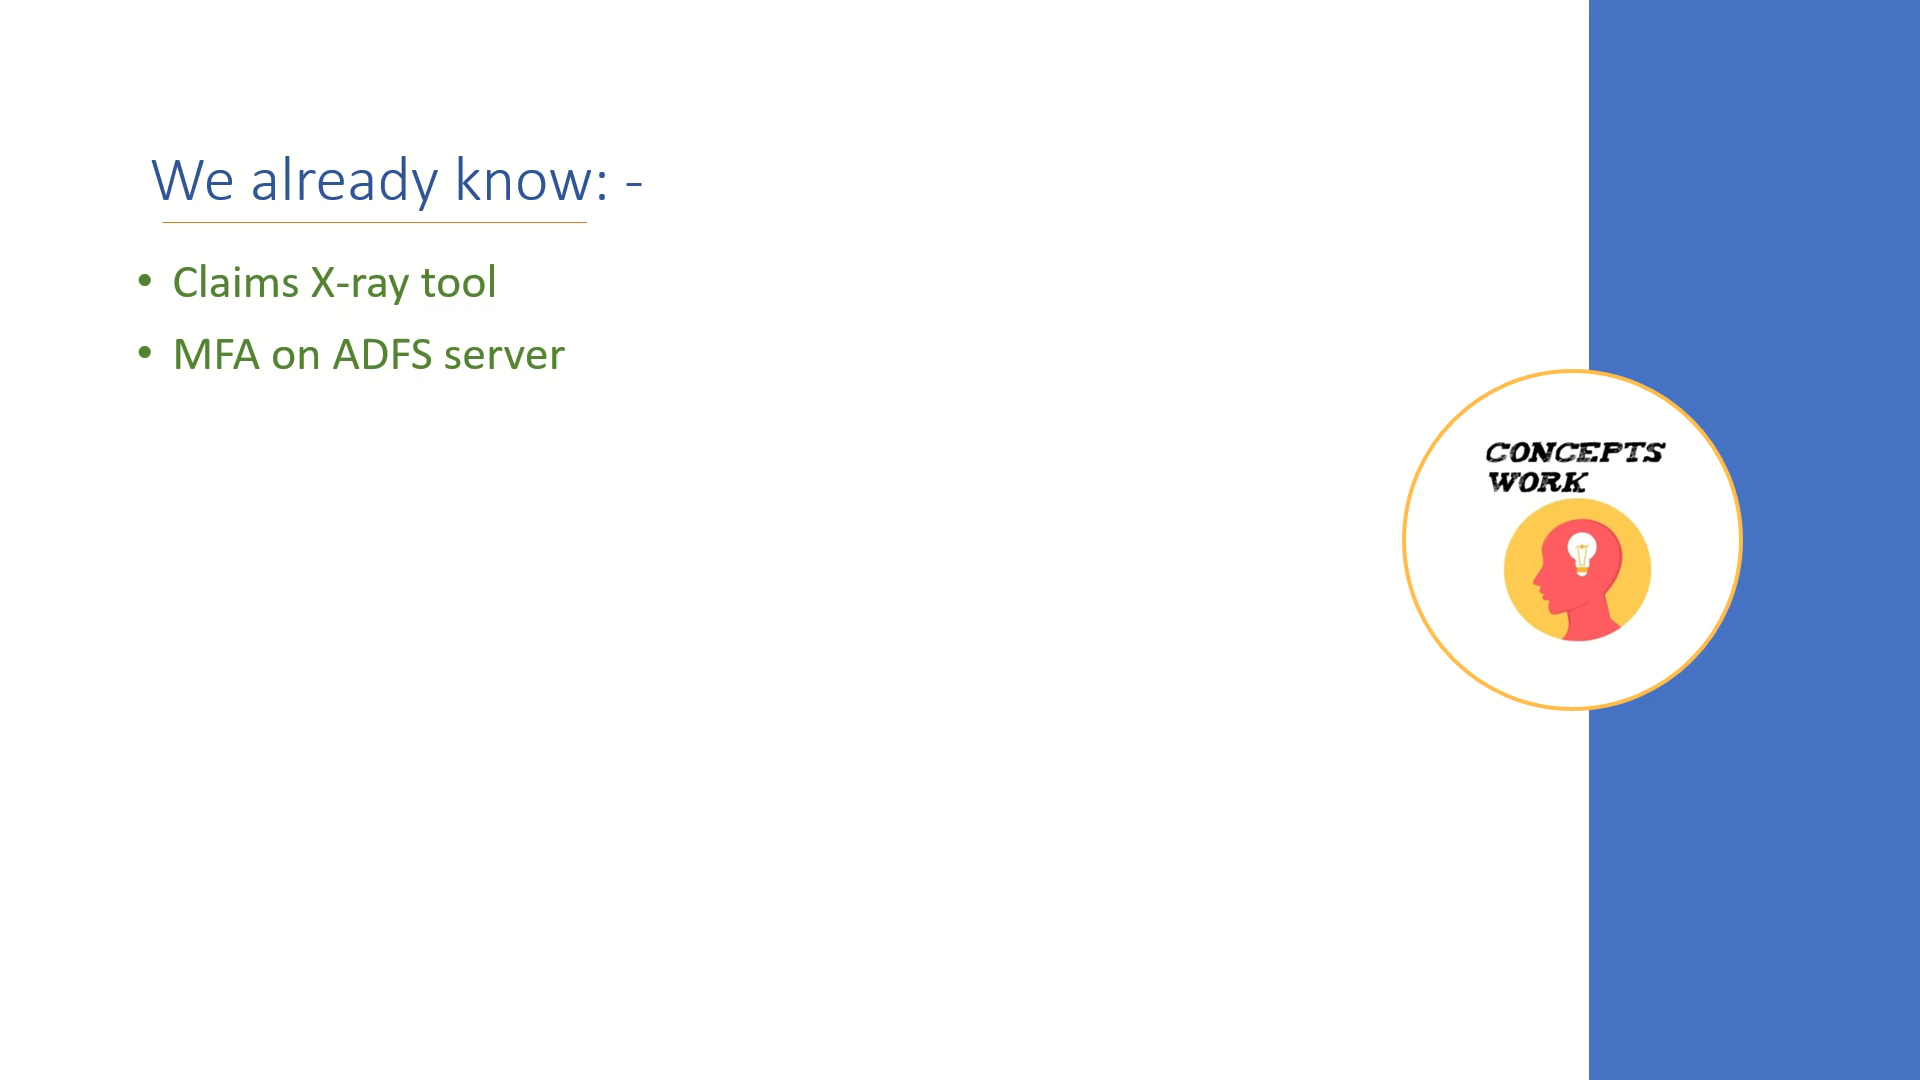 We already know: -
• Claims X-ray tool
• MFA on ADFS server
CONCEPTS
WORK